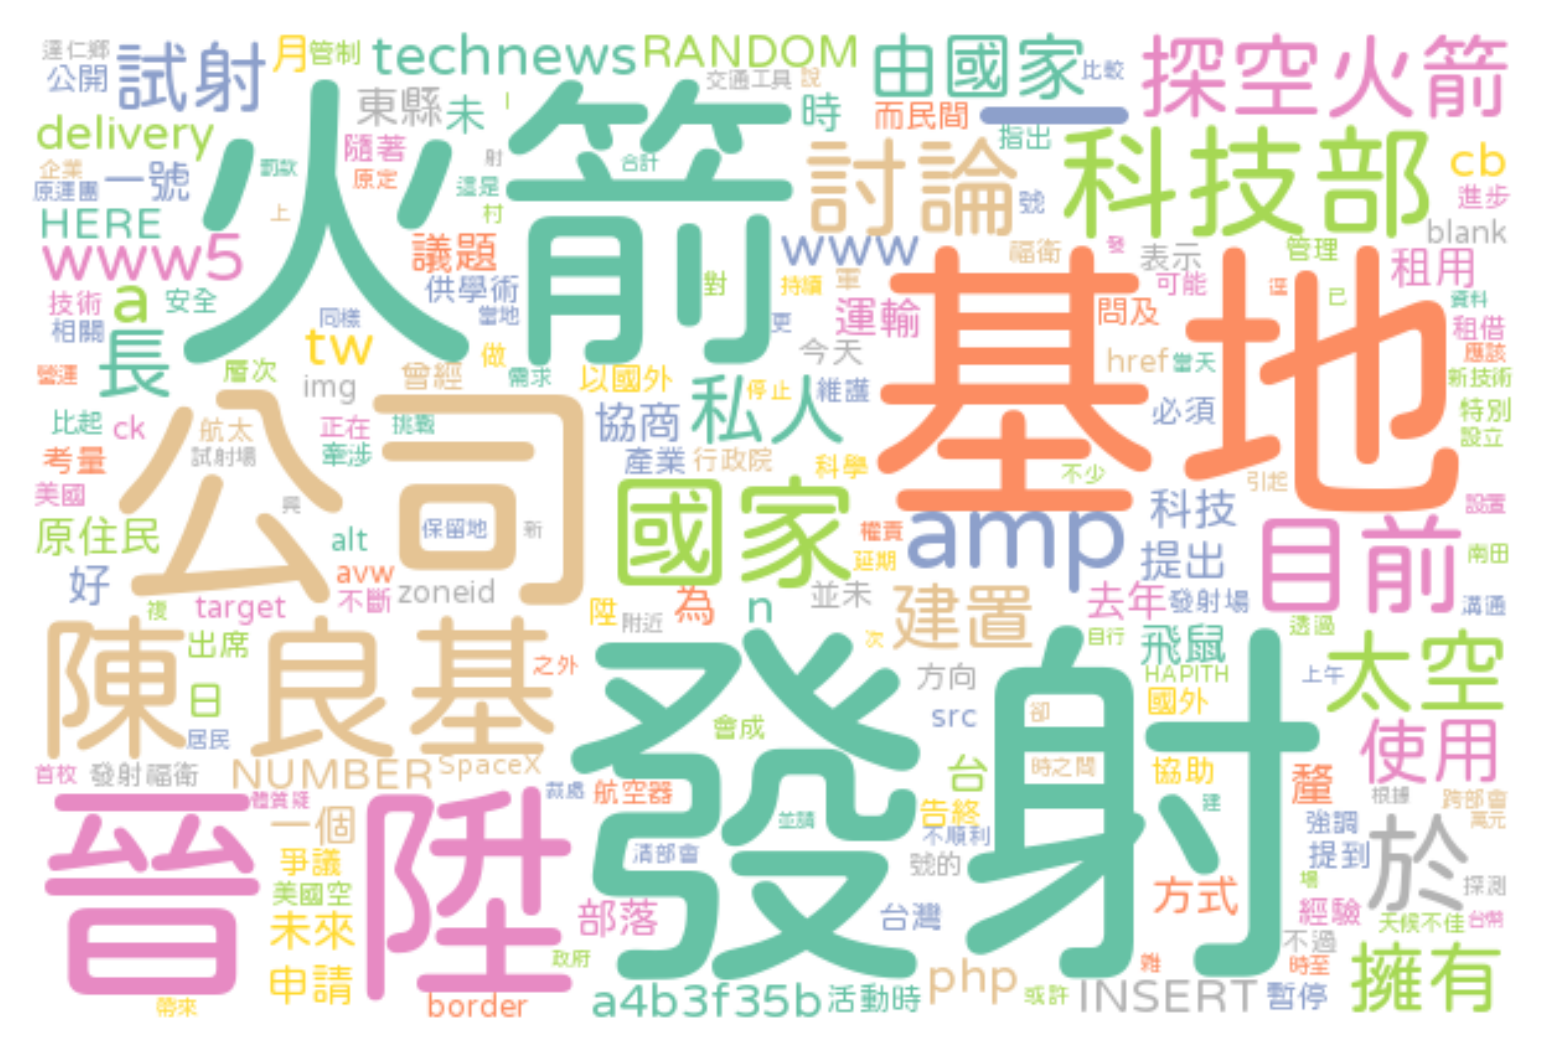 達仁鄉
公開
試射
月
管制
technews
RANDOM
交通工具
說
由國家
比較
探空火箭
delivery
東縣
未
時
而民間
一
指出
企業
原運團
一號
罰款
隨著
原定
射
這是
村
合計
火箭
討論
號
科技部
cb
進步
HERE
上
blank
www5
議題
www
福衛
發
表示
管理
租用
技術
a
安全
供學術
當地
對
持續
軍
運輸
基地
問及
可能
逕
已
資料
相關
同樣
更
租借
長
tw
做
今天
href
當天
應該
營運
層次
img
曾經
需求
以國外
私人
停止
維護
新技術
比起
ck
公司
航太
正在
挑戰
協商
必須
特別
設立
考量
試射場
牽涉
產業
行政院
科學
不少
美國
見
國家
引起
科技
設置
原住民
alt
保留地
新
權責
amp
提出
目前
南田
好
avw
不斷
zoneid
延期
並未
建置
去年
發射場
溝通
複
target
陞
附近
為
n
次
自行
透過
陳良基
出席
之外
發射
飛鼠
太空
日
方向
HAPITH
上午
居民
會成
src
卻
國外
使用
首枚
發射福衛
NUMBER
SpaceX
台
時之間
協助
釐
根據
跨部會
晉陞
體質疑
裁處
航空器
告終
建
萬元
一個
並請
不順利
強調
於
爭議
清部會
號的
提到
美國空
場
探測
未來
部落
台灣
方式
經驗
天候不佳
台幣
申請
政府
不過
擁有
帶來
border
a4b3f35b
活動時
php
或許
INSERT
雜
時至
暫停